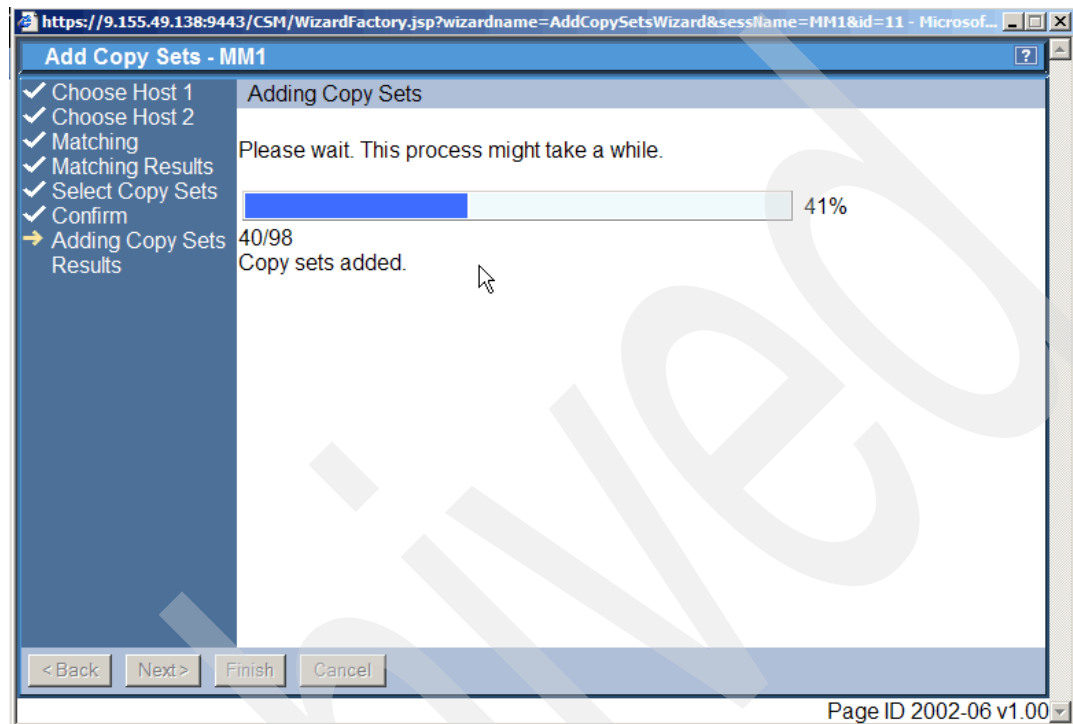 https://9.155.49.138:9443/CSM/WizardFactory.jsp?wizardname=AddCopySetsWizard&sessName=MM1&id=11 - Microsof...
Add Copy Sets - MM1
?
Choose Host 1
Choose Host 2
Matching
Matching Results
Select Copy Sets
Confirm
Adding Copy Sets
Results
Adding Copy Sets
Please wait. This process might take a while.
41%
40/98
Copy sets added.
< Back Next > Finish Cancel
Page ID 2002-06 v1.00